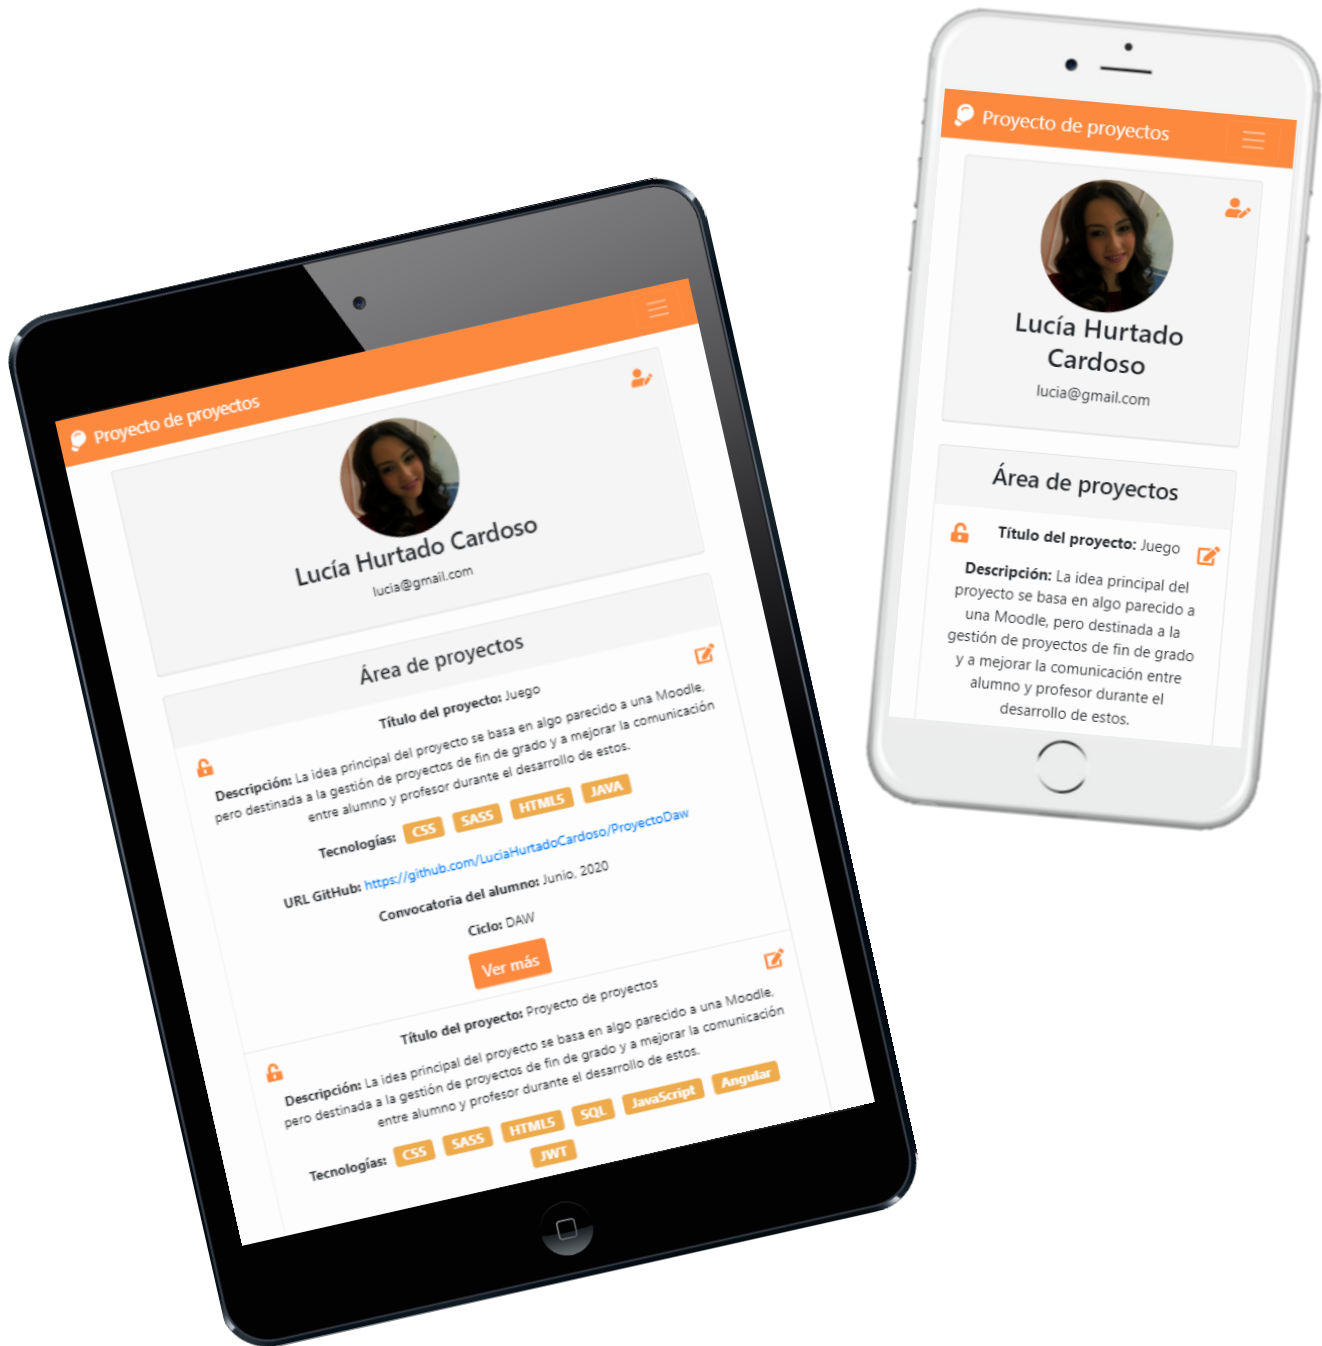 Proyecto de proyectos
Lucía Hurtado Cardoso
lucia@gmail.com
Área de proyectos
Título del proyecto: Juego
Descripción: La idea principal del proyecto se basa en algo parecido a una Moodle,
pero destinada a la gestión de proyectos de fin de grado y a mejorar la comunicación
entre alumno y profesor durante el desarrollo de estos.
Tecnologías: CSS SASS HTML5 JAVA
URL GitHub: https://github.com/LuciaHurtadoCardoso/ProyectoDaw
Convocatoria del alumno: Junio, 2020
Ciclo: DAW
Ver más
Título del proyecto: Proyecto de proyectos
Descripción: La idea principal del proyecto se basa en algo parecido a una Moodle,
pero destinada a la gestión de proyectos de fin de grado y a mejorar la comunicación
entre alumno y profesor durante el desarrollo de estos.
Tecnologías: CSS SASS HTML5 SQL JavaScript Angular
JWT
Proyecto de proyectos
Lucía Hurtado
Cardoso
lucia@gmail.com
Área de proyectos
Título del proyecto: Juego
Descripción: La idea principal del
proyecto se basa en algo parecido a
una Moodle, pero destinada a la
gestión de proyectos de fin de grado
y a mejorar la comunicación entre
alumno y profesor durante el
desarrollo de estos.